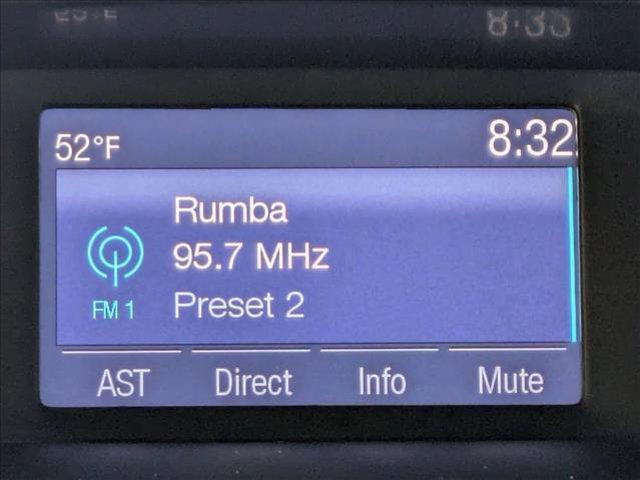 52°F 8:32
Rumba
95.7 MHz
FM 1 Preset 2
AST Direct Info Mute